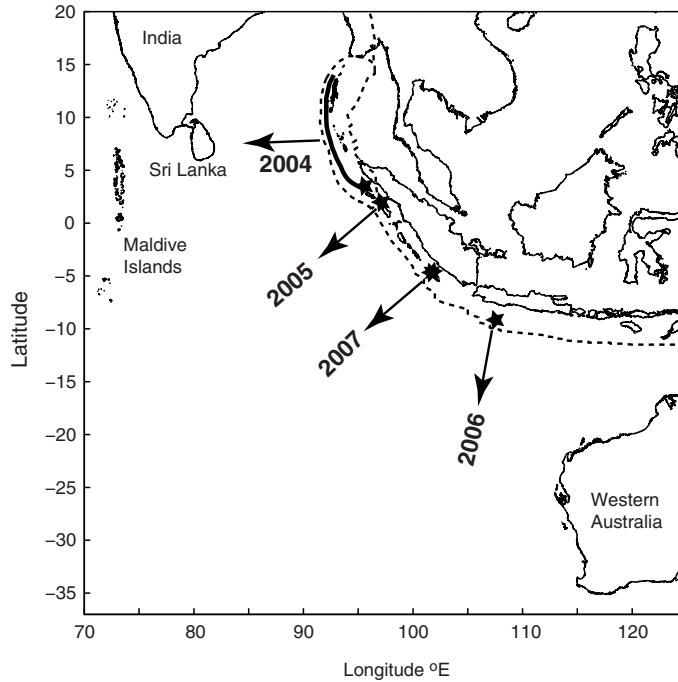 20
15
10
5
0
−5
−10
−15
−20
−25
−30
−35
Latitude
India
Sri Lanka
Maldive
Islands
2004
2005
2007
2006
Western
Australia
70
80
90
100
110
120
Longitude ºE